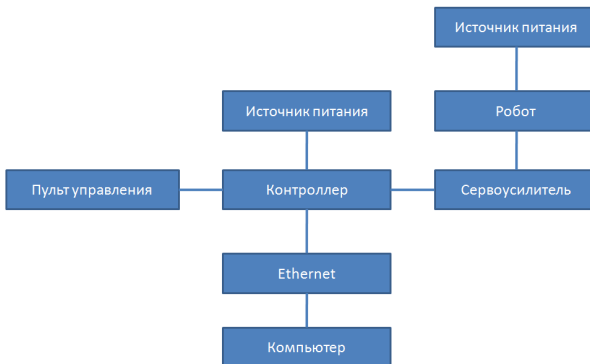 Источник питания
Источник питания
Робот
Пульт управления
Контроллер
Сервоусилитель
Ethernet
Компьютер